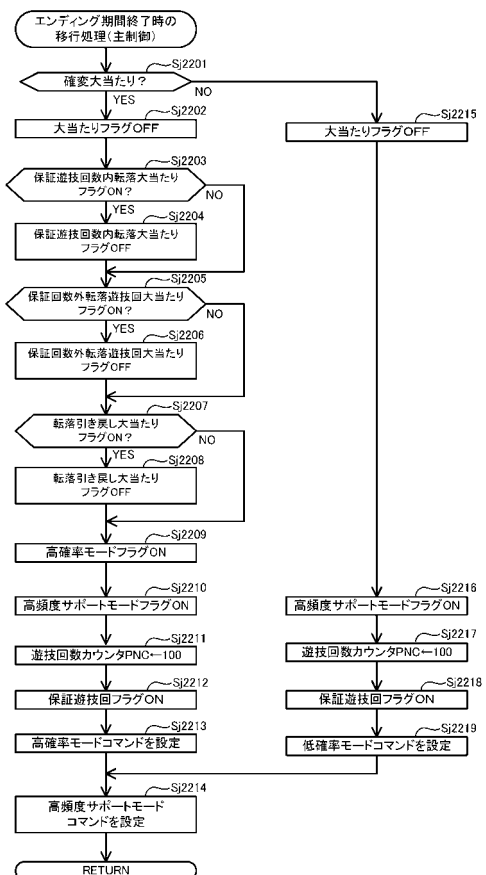 エンディング期間終了時の
移行処理(主制御)
Sj2201
確変大当たり？
NO
YES
Sj2202
大当たりフラグOFF
Sj2215
大当たりフラグOFF
Sj2203
保証遊技回数内転落大当たり
フラグON？
NO
YES
Sj2204
保証遊技回数内転落大当たり
フラグOFF
Sj2205
保証回数外転落遊技回大当たり
フラグON？
NO
YES
Sj2206
保証回数外転落遊技回大当たり
フラグOFF
Sj2207
転落引き戻し大当たり
フラグON？
NO
YES
Sj2208
転落引き戻し大当たり
フラグOFF
Sj2209
高確率モードフラグON
Sj2210
高頻度サポートモードフラグON
Sj2216
高頻度サポートモードフラグON
Sj2211
遊技回数カウンタPNC←100
Sj2217
遊技回数カウンタPNC←100
Sj2212
保証遊技回フラグON
Sj2218
保証遊技回フラグON
Sj2213
高確率モードコマンドを設定
Sj2219
低確率モードコマンドを設定
Sj2214
高頻度サポートモード
コマンドを設定
RETURN